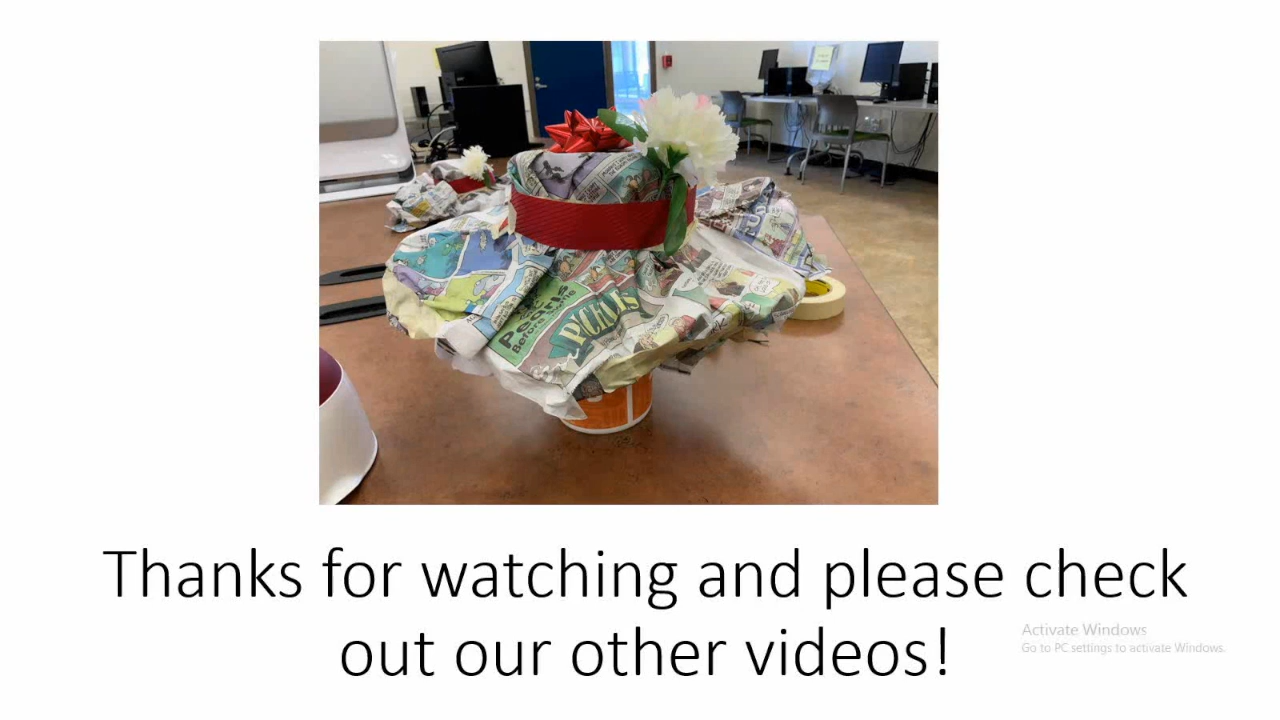 Pearls
Before Swine
PICKLES
Thanks for watching and please check
out our other videos!
Activate Windows
Go to PC settings to activate Windows.